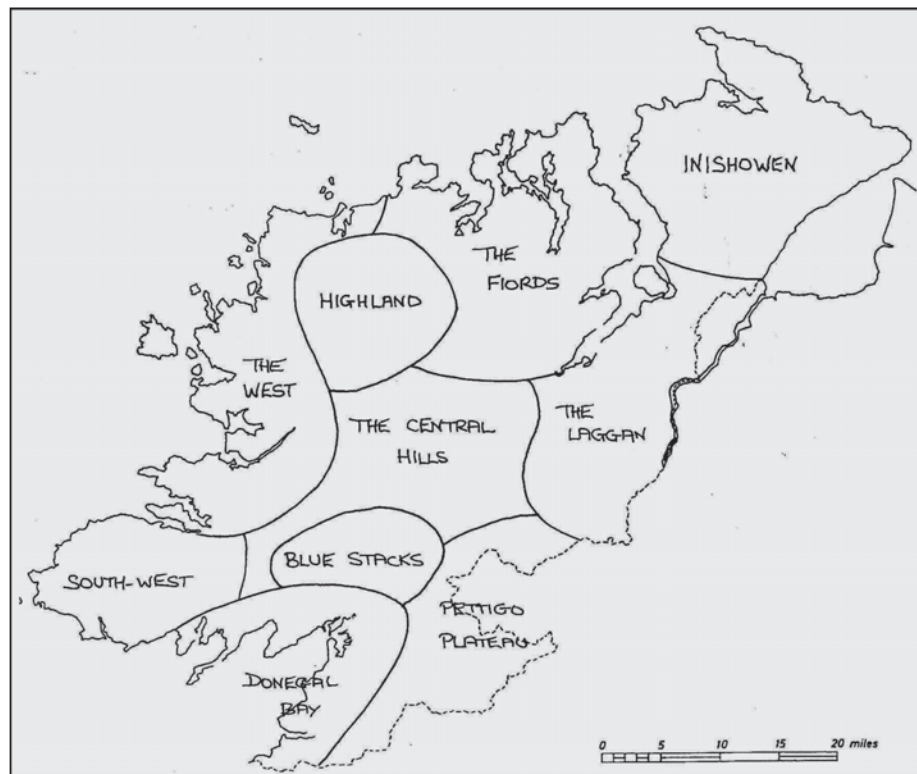 INISHOWEN
THE
FIORDS
HIGHLAND
THE
WEST
THE CENTRAL
HILLS
THE
LAGGAN
BLUE STACKS
SOUTH-WEST
PETTIGO
PLATEAU
DONEGAL
BAY
0 5 10 15 20 miles